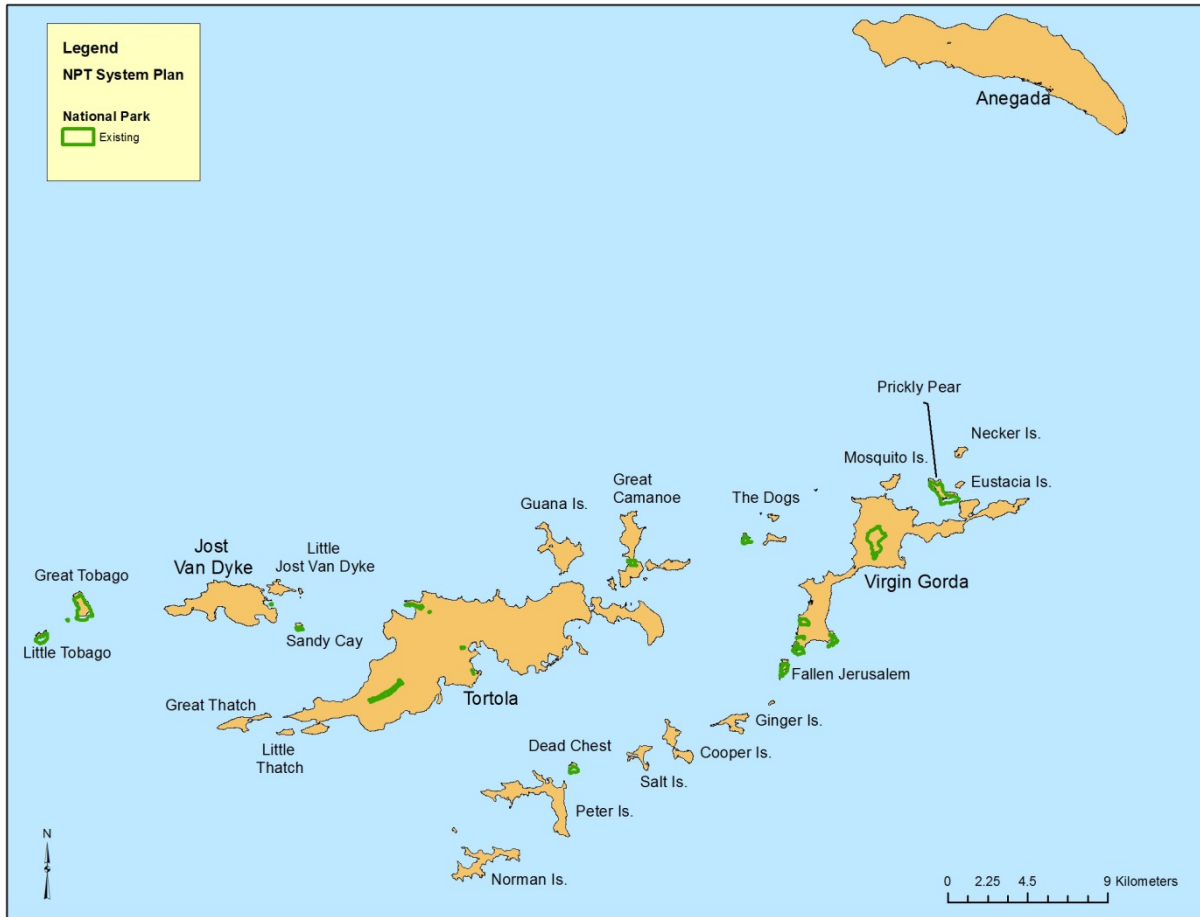 Legend
NPT System Plan
National Park
Existing
Anegada
Prickly Pear
Necker Is.
Mosquito Is.
Eustacia Is.
Great
Camanoe
The Dogs
Guana Is.
Jost
Van Dyke
Little
Jost Van Dyke
Great Tobago
Virgin Gorda
Sandy Cay
Little Tobago
Fallen Jerusalem
Tortola
Great Thatch
Ginger Is.
Little
Thatch
Dead Chest
Cooper Is.
Salt Is.
Peter Is.
Norman Is.
N
0 2.25 4.5 9 Kilometers